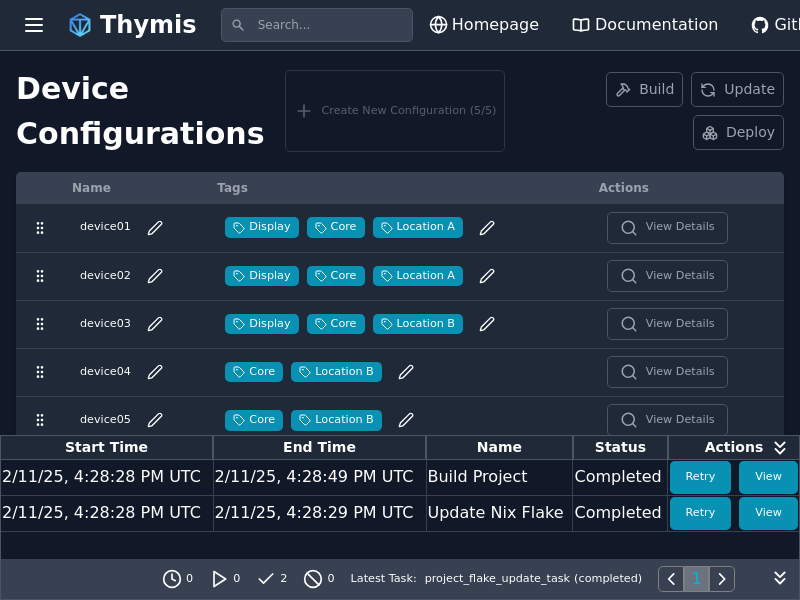 Thymis Search... Homepage Documentation Gitl
Device Configurations
Create New Configuration (5/5)
Build Update
Deploy
Name Tags Actions
device01 Display Core Location A View Details
device02 Display Core Location A View Details
device03 Display Core Location B View Details
device04 Core Location B View Details
device05 Core Location B View Details
Start Time End Time Name Status Actions
2/11/25, 4:28:28 PM UTC 2/11/25, 4:28:49 PM UTC Build Project Completed Retry View
2/11/25, 4:28:28 PM UTC 2/11/25, 4:28:29 PM UTC Update Nix Flake Completed Retry View
0 0 2 0 Latest Task: project_flake_update_task (completed) 1